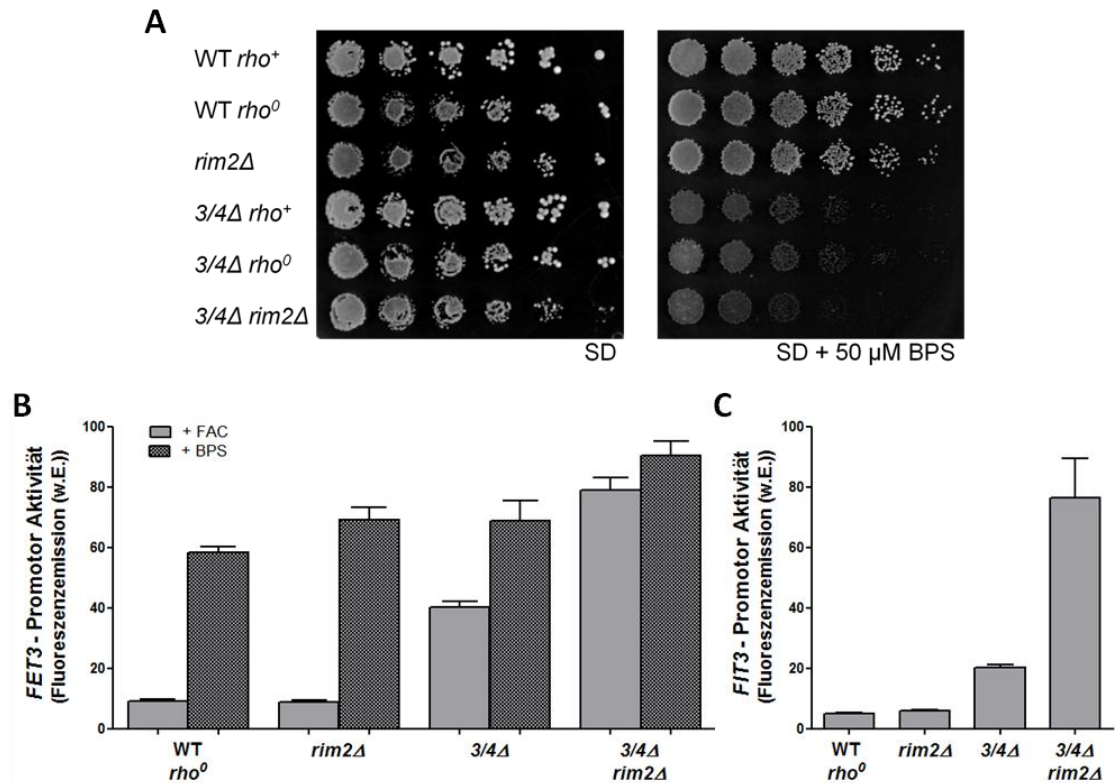 A
WT rho⁺
WT rho⁰
rim2Δ
3/4Δ rho⁺
3/4Δ rho⁰
3/4Δ rim2Δ
SD
SD + 50 µM BPS
B
FET3 - Promotor Aktivität
(Fluoreszenzemission (w.E.))
100
80
60
40
20
0
+ FAC
+ BPS
WT
rho⁰
rim2Δ
3/4Δ
3/4Δ
rim2Δ
C
FIT3 - Promotor Aktivität
(Fluoreszenzemission (w.E.))
100
80
60
40
20
0
WT
rho⁰
rim2Δ
3/4Δ
3/4Δ
rim2Δ